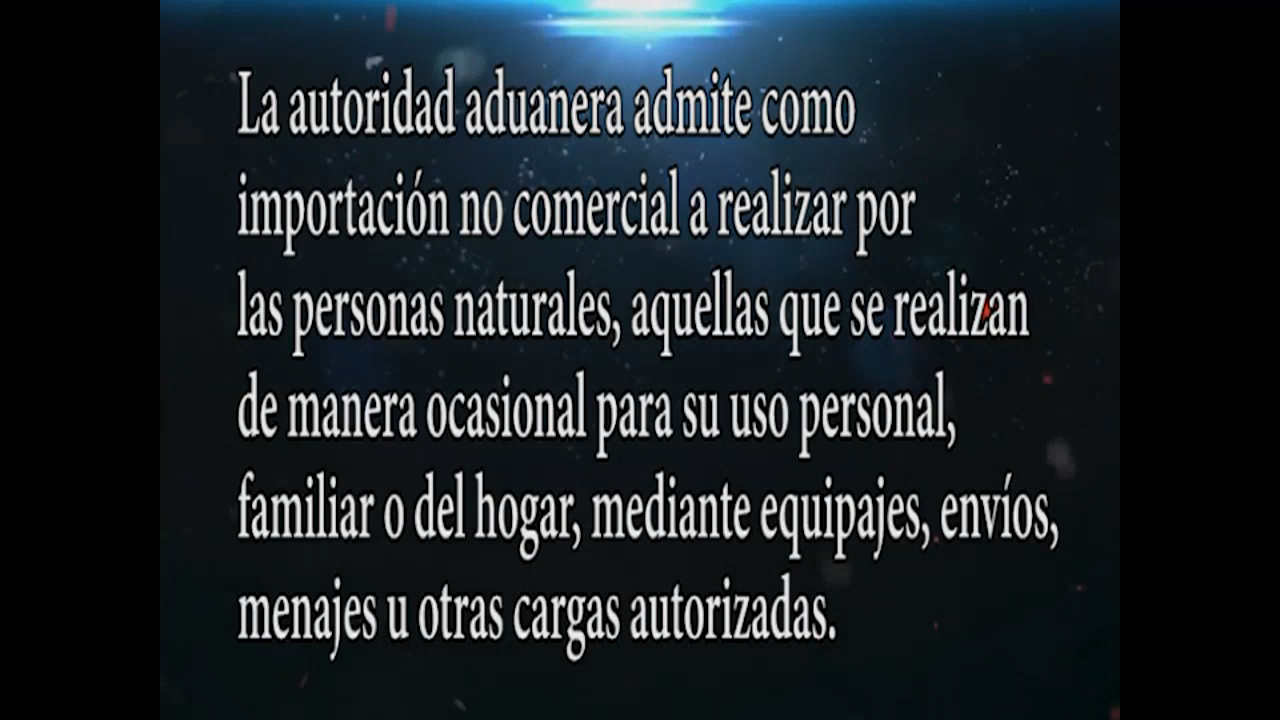 La autoridad aduanera admite como
importación no comercial a realizar por
las personas naturales, aquellas que se realizan
de manera ocasional para su uso personal,
familiar o del hogar, mediante equipajes, envíos,
menajes u otras cargas autorizadas.